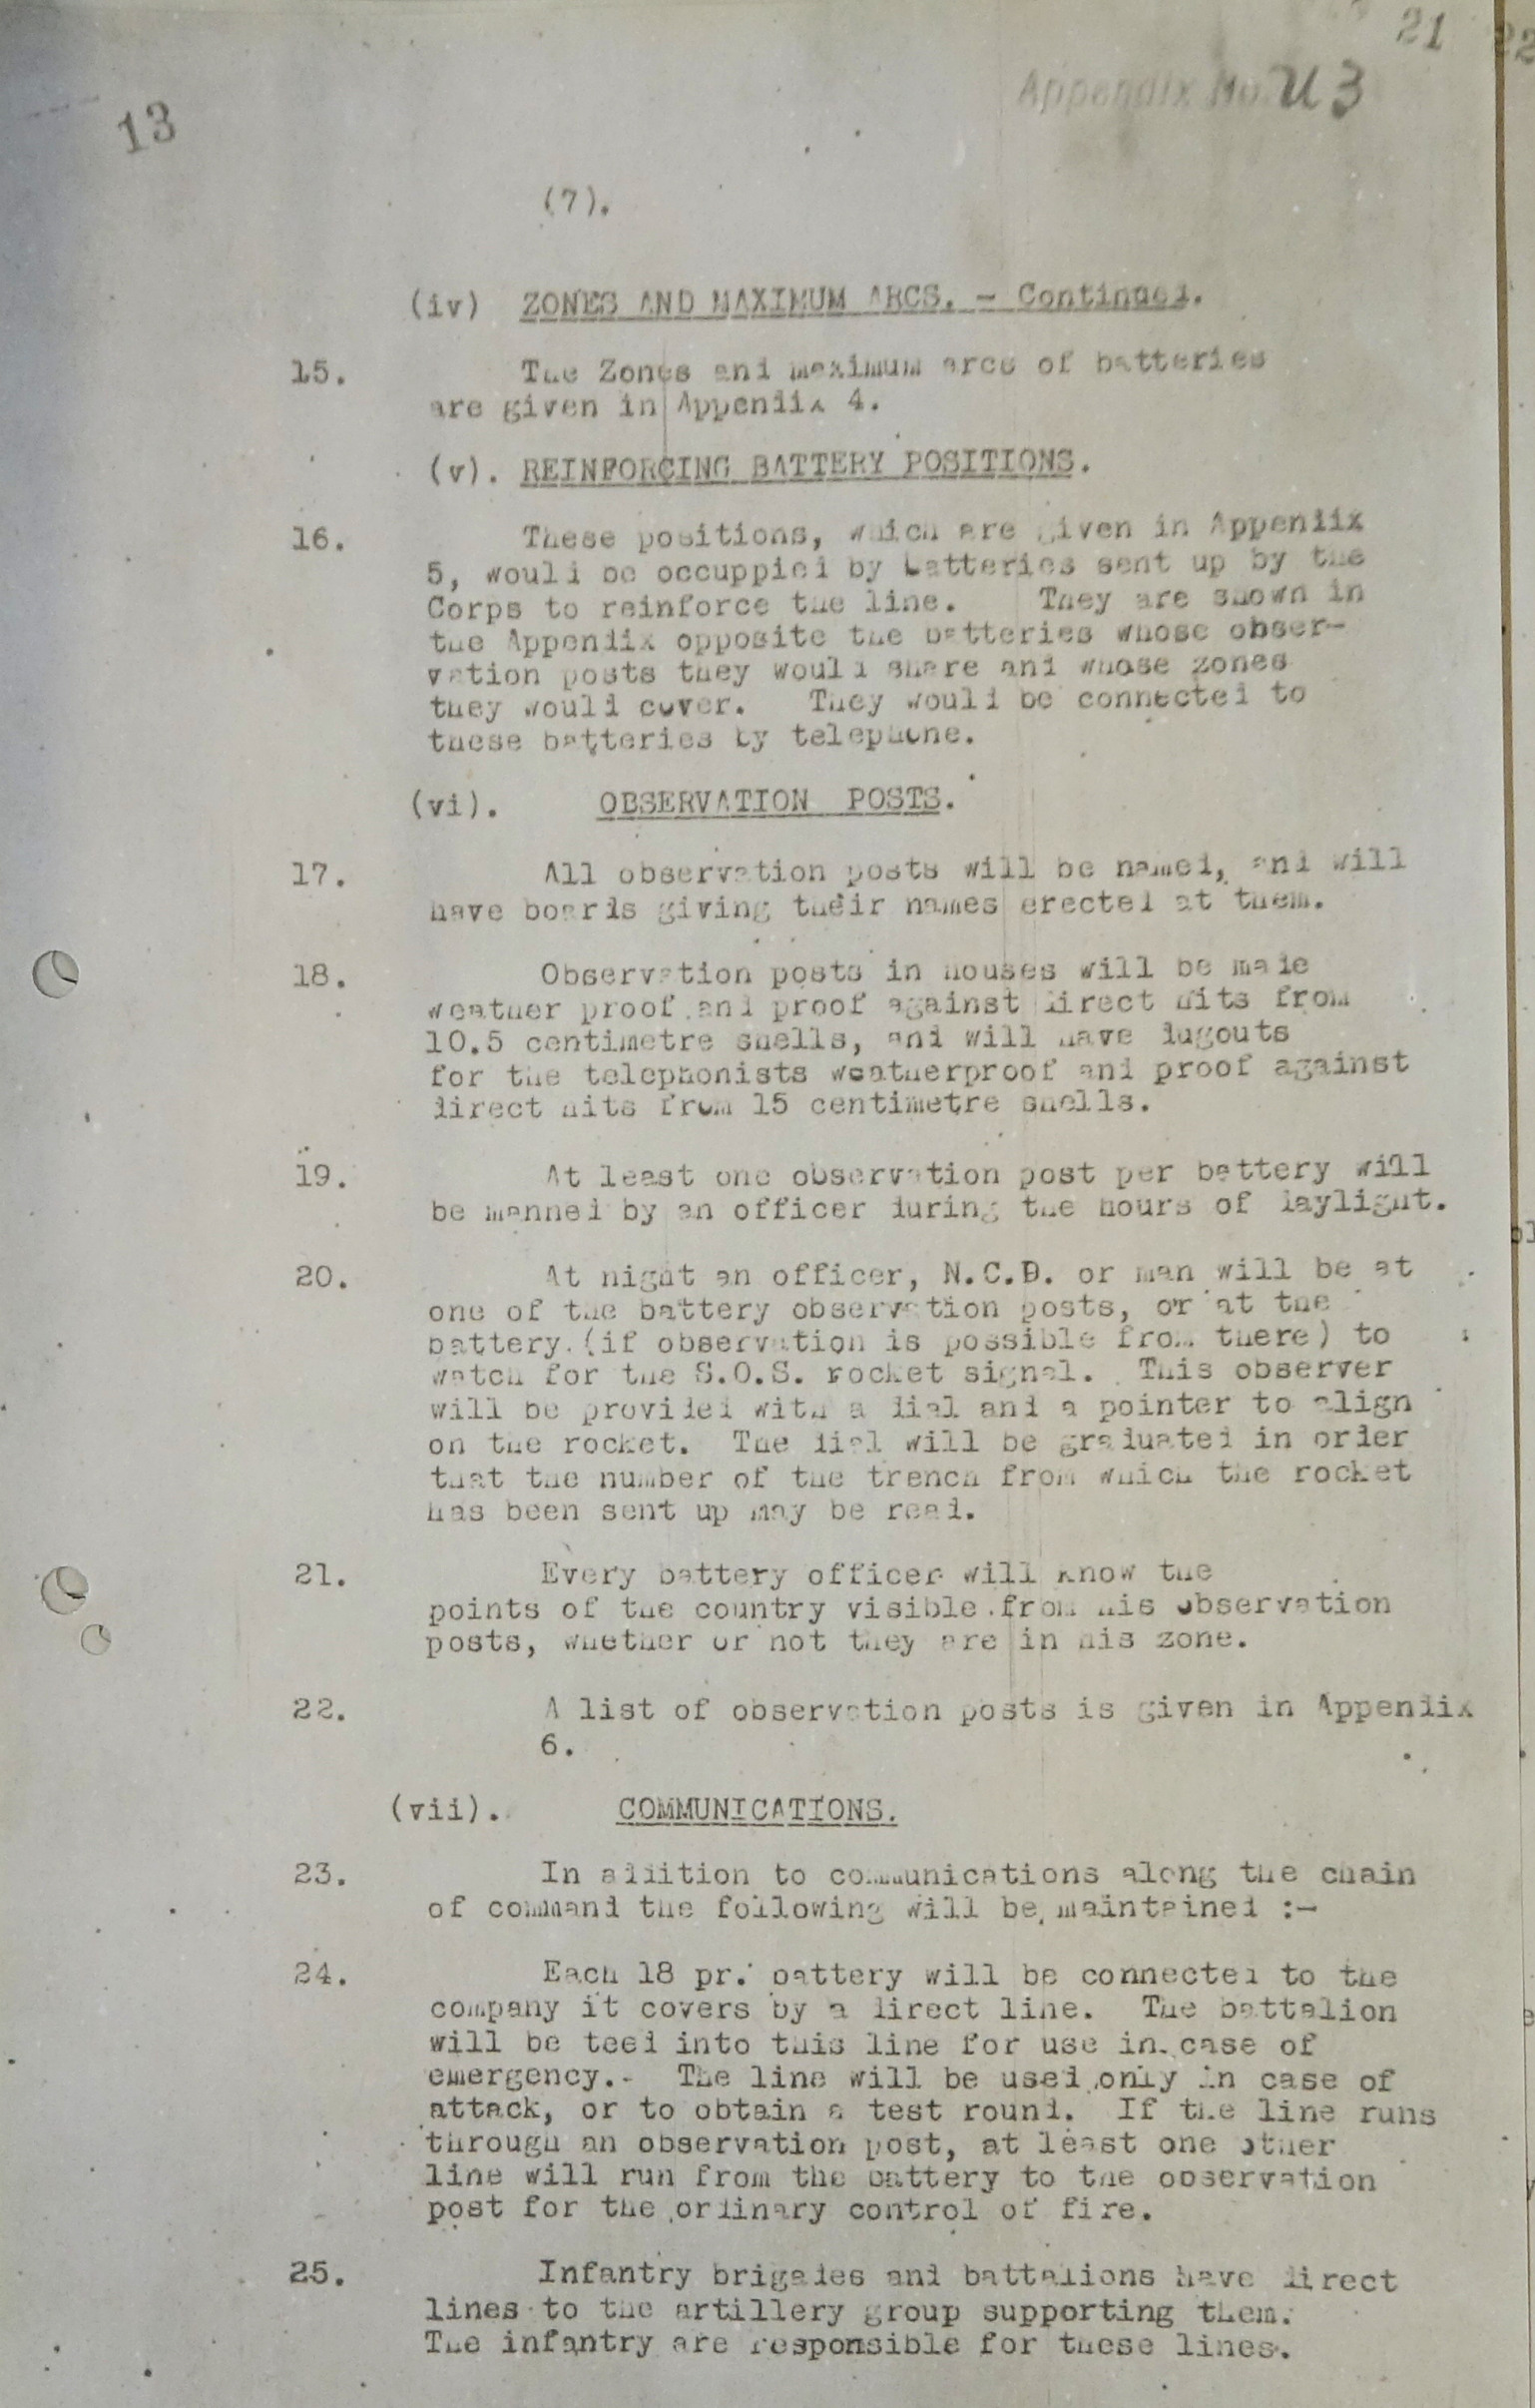 21 22
Appendix No. U3
13
(7).
(iv) ZONES AND MAXIMUM ARCS. - Continued.
15. The Zones and maximum arcs of batteries
are given in Appendix 4.
(v). REINFORCING BATTERY POSITIONS.
16. These positions, which are given in Appendix
5, would be occuppied by batteries sent up by the
Corps to reinforce the line. They are shown in
the Appendix opposite the batteries whose obser-
vation posts they would share and whose zones
they would cover. They would be connected to
these batteries by telephone.
(vi). OBSERVATION POSTS.
17. All observation posts will be named, and will
have boards giving their names erected at them.
18. Observation posts in houses will be made
weather proof and proof against direct hits from
10.5 centimetre shells, and will have dugouts
for the telephonists weatherproof and proof against
direct hits from 15 centimetre shells.
19. At least one observation post per battery will
be manned by an officer during the hours of daylight.
20. At night an officer, N.C.O. or man will be at
one of the battery observation posts, or at the
battery (if observation is possible from there) to
watch for the S.O.S. rocket signal. This observer
will be provided with a dial and a pointer to align
on the rocket. The dial will be graduated in order
that the number of the trench from which the rocket
has been sent up may be read.
21. Every battery officer will know the
points of the country visible from his observation
posts, whether or not they are in his zone.
22. A list of observation posts is given in Appendix
6.
(vii). COMMUNICATIONS.
23. In addition to communications along the chain
of command the following will be maintained :-
24. Each 18 pr. battery will be connected to the
company it covers by a direct line. The battalion
will be teed into this line for use in case of
emergency.- The line will be used only in case of
attack, or to obtain a test round. If the line runs
through an observation post, at least one other
line will run from the battery to the observation
post for the ordinary control of fire.
25. Infantry brigades and battalions have direct
lines to the artillery group supporting them.
The infantry are responsible for these lines.